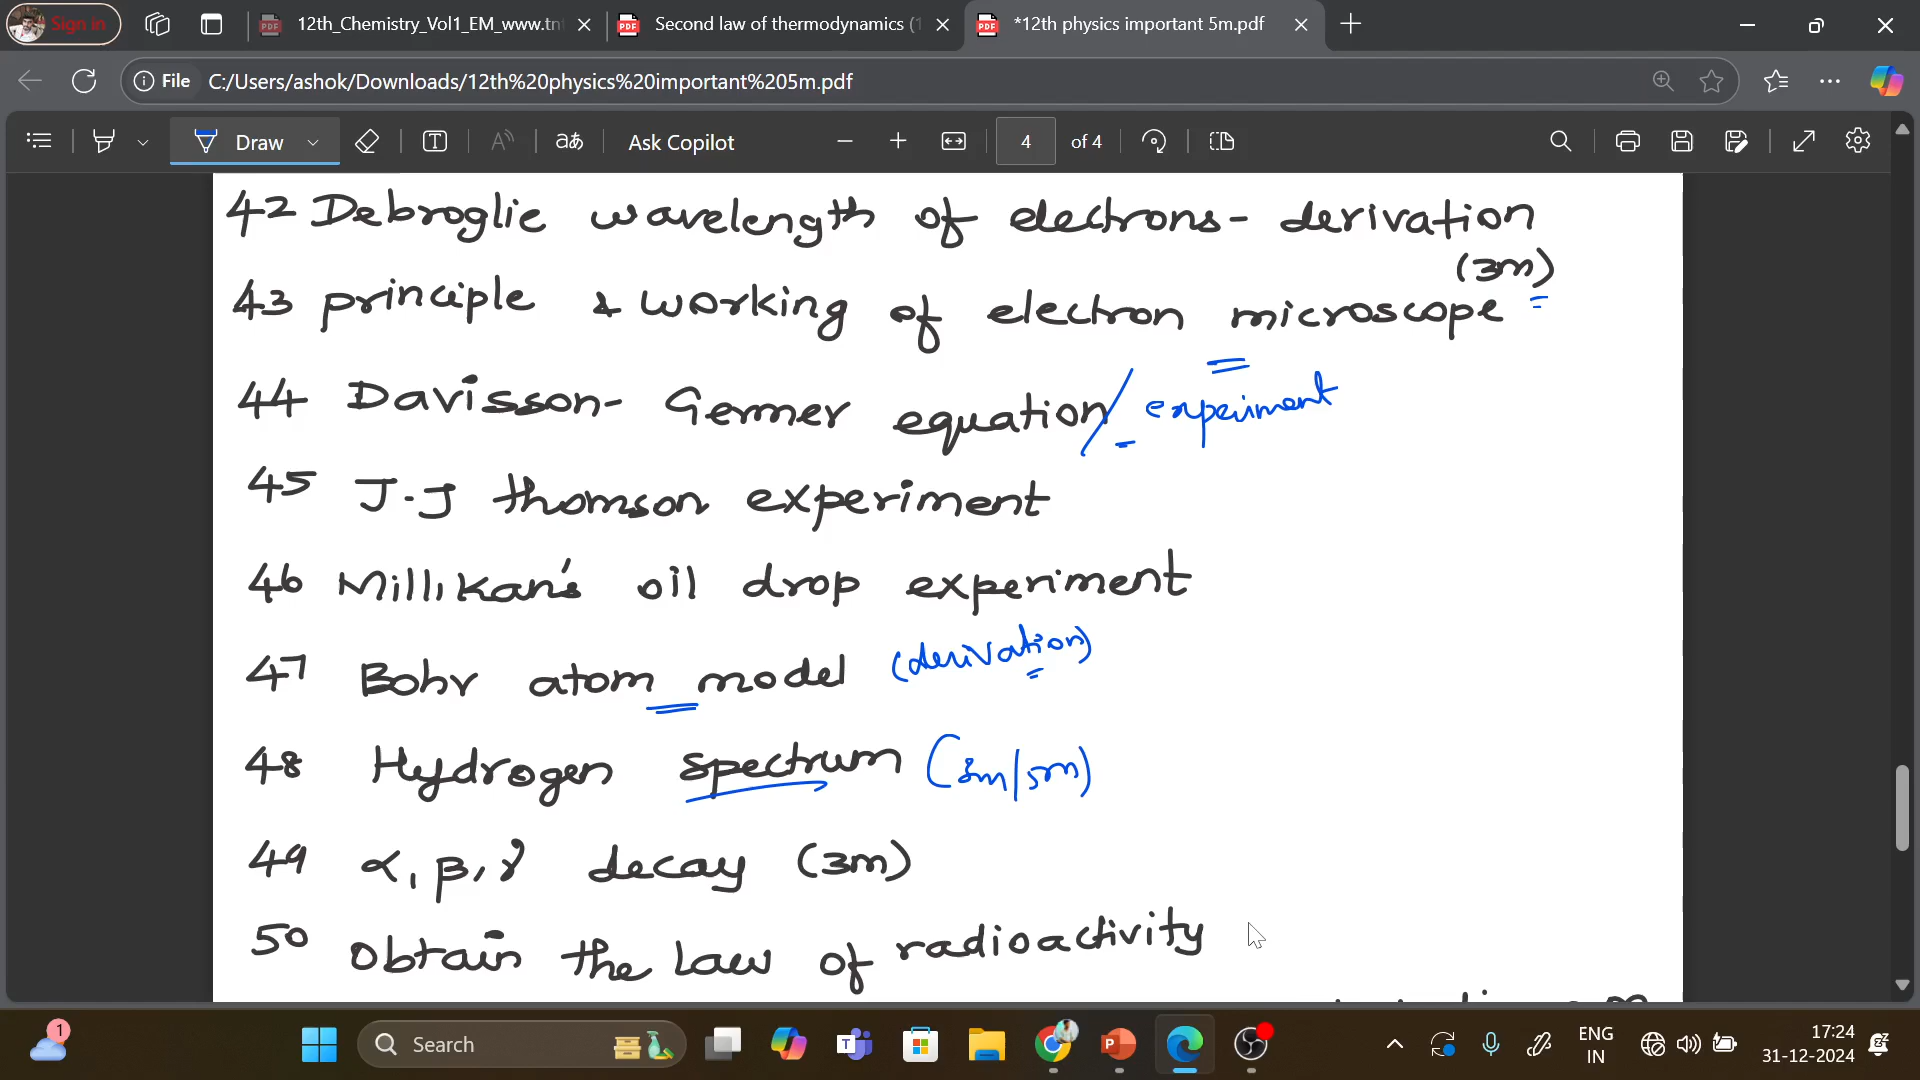 Sign in
12th_Chemistry_Vol1_EM_www.tn
Second law of thermodynamics (1
*12th physics important 5m.pdf
File C:/Users/ashok/Downloads/12th%20physics%20important%205m.pdf
Draw
aあ
Ask Copilot
4 of 4
42 Debroglie wavelength of electrons - derivation
(3m)
43 principle & working of electron microscope =
44 Davisson - Germer equation / experiment
45 J.J thomson experiment
46 Millikan's oil drop experiment
47 Bohr atom model (derivation)
48 Hydrogen spectrum (3m/5m)
49 α, β, γ decay (3m)
50 Obtain the law of radioactivity
1
Search
ENG
IN
17:24
31-12-2024